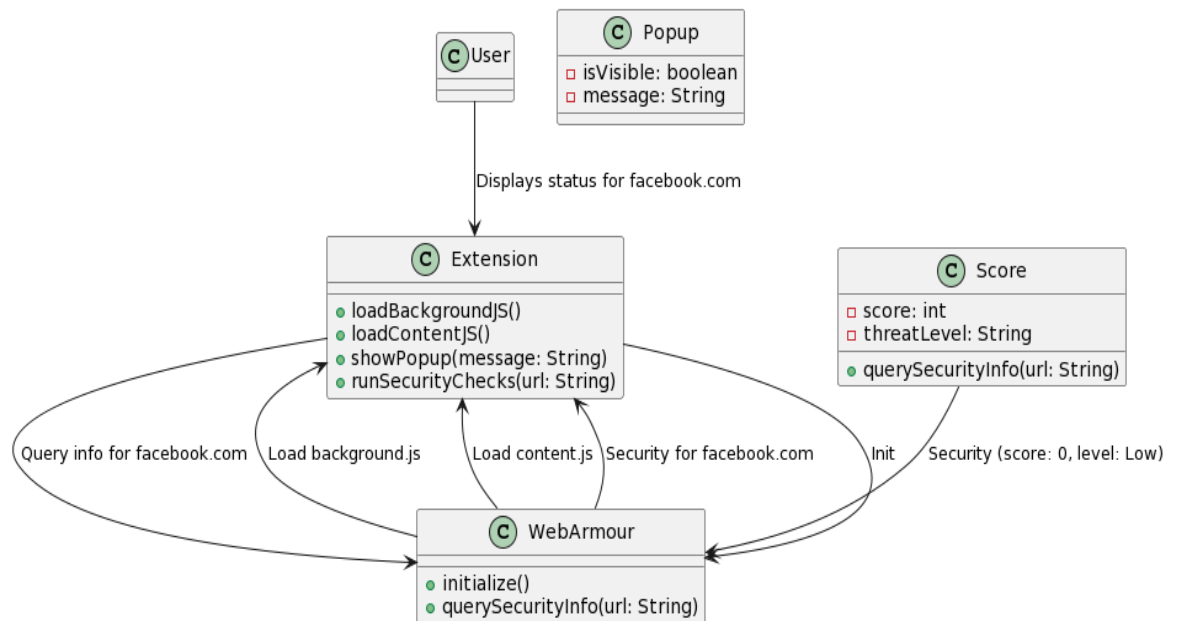 C User
C Popup
isVisible: boolean
message: String
Displays status for facebook.com
C Extension
loadBackgroundJS()
loadContentJS()
showPopup(message: String)
runSecurityChecks(url: String)
C Score
score: int
threatLevel: String
querySecurityInfo(url: String)
Query info for facebook.com
Load background.js
Load content.js
Security for facebook.com
Init
Security (score: 0, level: Low)
C WebArmour
initialize()
querySecurityInfo(url: String)